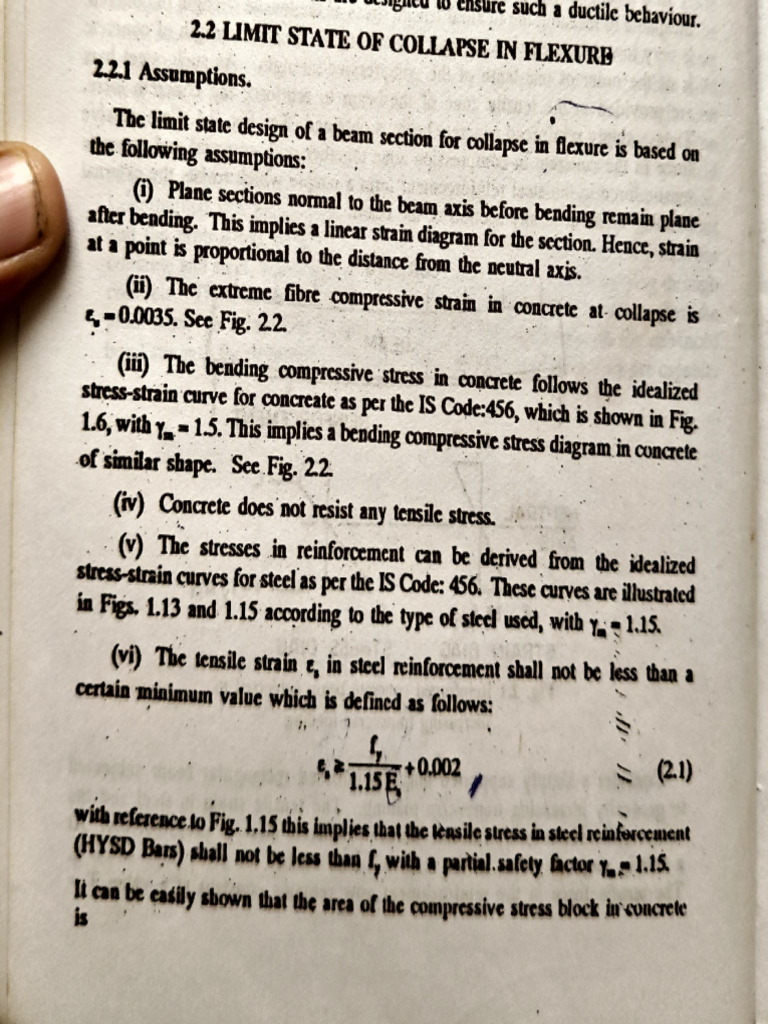 designed to ensure such a ductile behaviour.
2.2 LIMIT STATE OF COLLAPSE IN FLEXURE
2.2.1 Assumptions.
The limit state design of a beam section for collapse in flexure is based on
the following assumptions:
(i) Plane sections normal to the beam axis before bending remain plane
after bending. This implies a linear strain diagram for the section. Hence, strain
at a point is proportional to the distance from the neutral axis.
(ii) The extreme fibre compressive strain in concrete at collapse is
= 0.0035. See Fig. 2.2.
(iii) The bending compressive stress in concrete follows the idealized
stress-strain curve for concreate as per the IS Code:456, which is shown in Fig.
1.6, with γm = 1.5. This implies a bending compressive stress diagram in concrete
of similar shape. See Fig. 2.2.
(iv) Concrete does not resist any tensile stress.
(v) The stresses in reinforcement can be derived from the idealized
stress-strain curves for steel as per the IS Code: 456. These curves are illustrated
in Figs. 1.13 and 1.15 according to the type of steel used, with γm = 1.15.
(vi) The tensile strain εs in steel reinforcement shall not be less than a
certain minimum value which is defined as follows:
εs ≥ fy / 1.15 Es + 0.002 (2.1)
with reference to Fig. 1.15 this implies that the tensile stress in steel reinforcement
(HYSD Bars) shall not be less than fy with a partial safety factor γm = 1.15.
It can be easily shown that the area of the compressive stress block in concrete
is